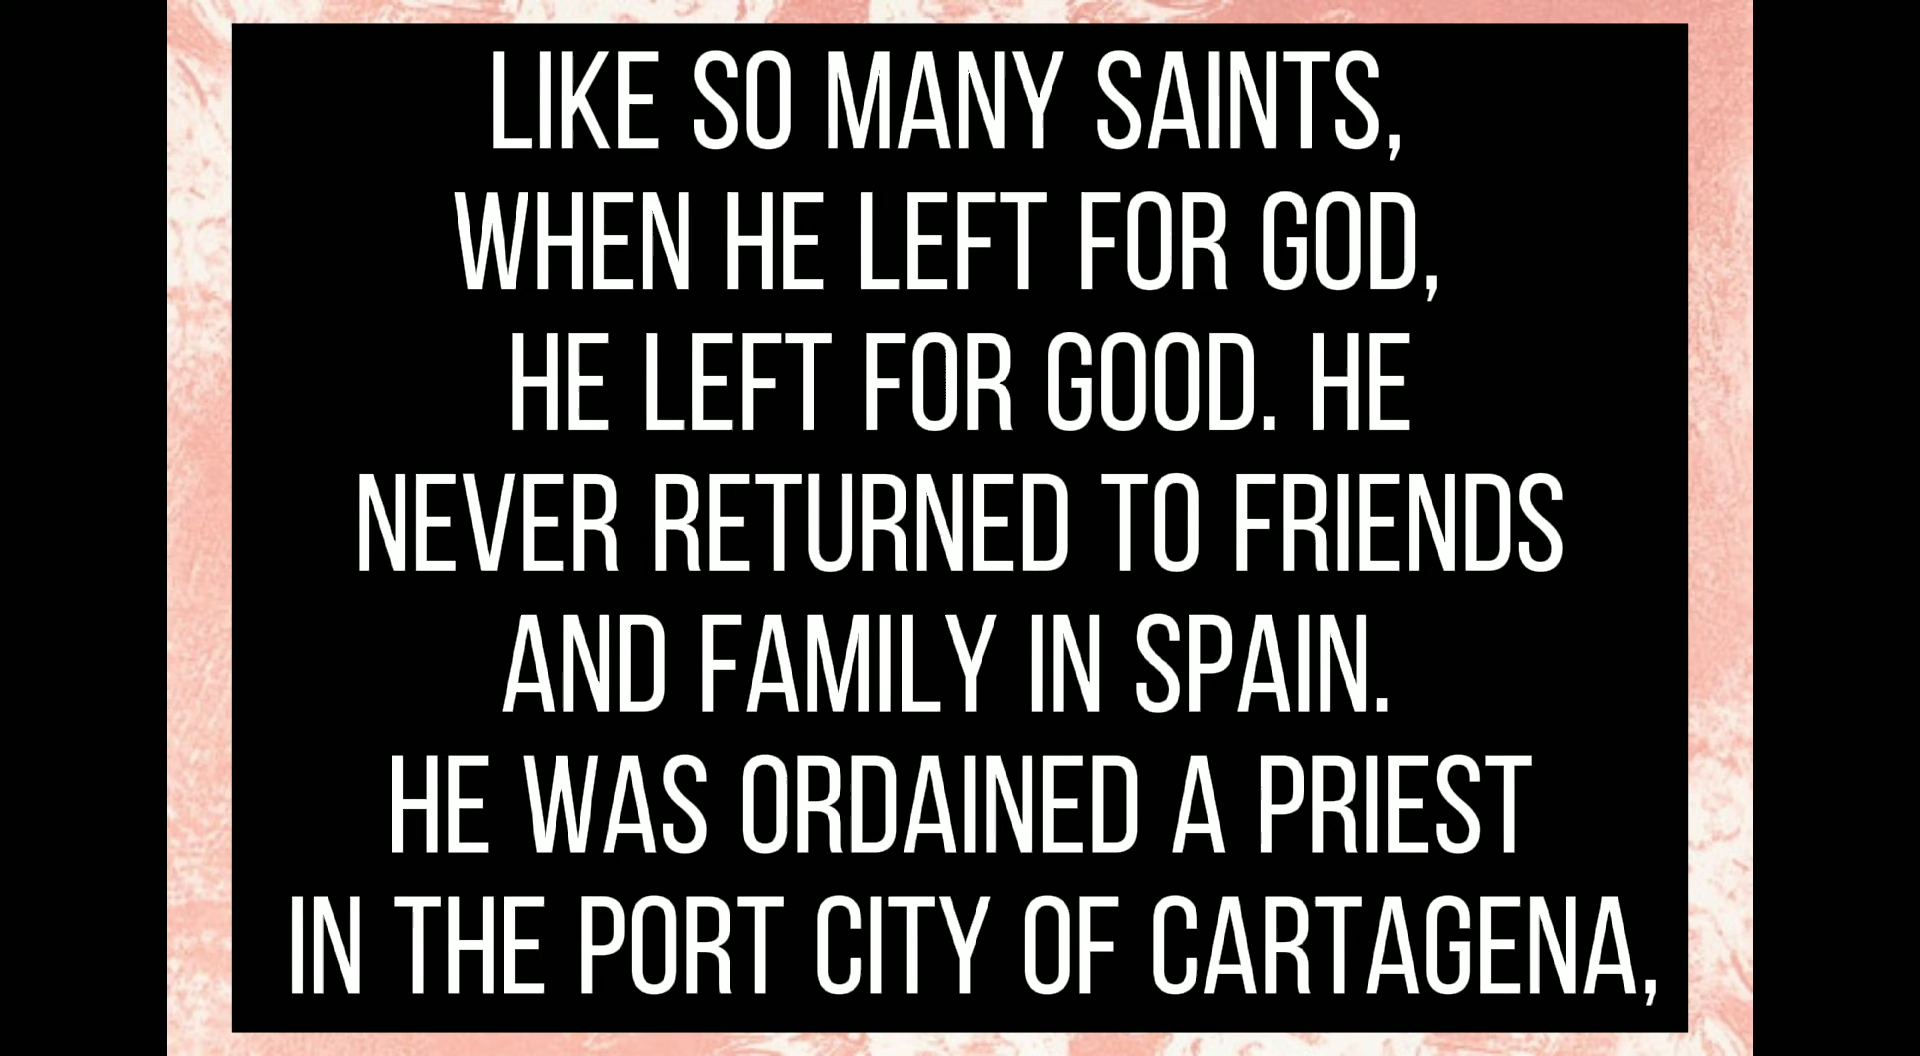 LIKE SO MANY SAINTS,
WHEN HE LEFT FOR GOD,
HE LEFT FOR GOOD. HE
NEVER RETURNED TO FRIENDS
AND FAMILY IN SPAIN.
HE WAS ORDAINED A PRIEST
IN THE PORT CITY OF CARTAGENA,